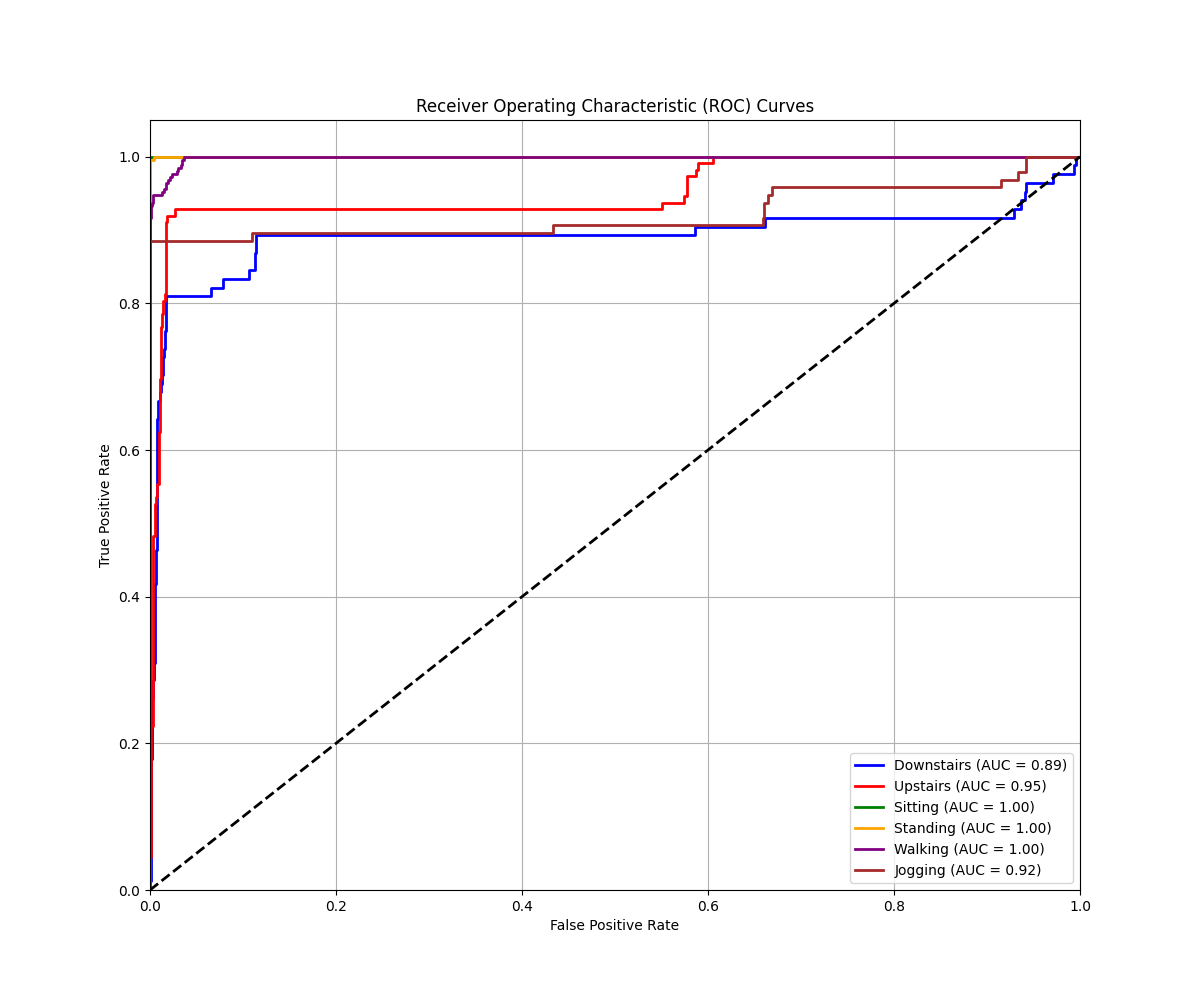 Receiver Operating Characteristic (ROC) Curves
True Positive Rate
1.0
0.8
0.6
0.4
0.2
0.0
Downstairs (AUC = 0.89)
Upstairs (AUC = 0.95)
Sitting (AUC = 1.00)
Standing (AUC = 1.00)
Walking (AUC = 1.00)
Jogging (AUC = 0.92)
0.0 0.2 0.4 0.6 0.8 1.0
False Positive Rate